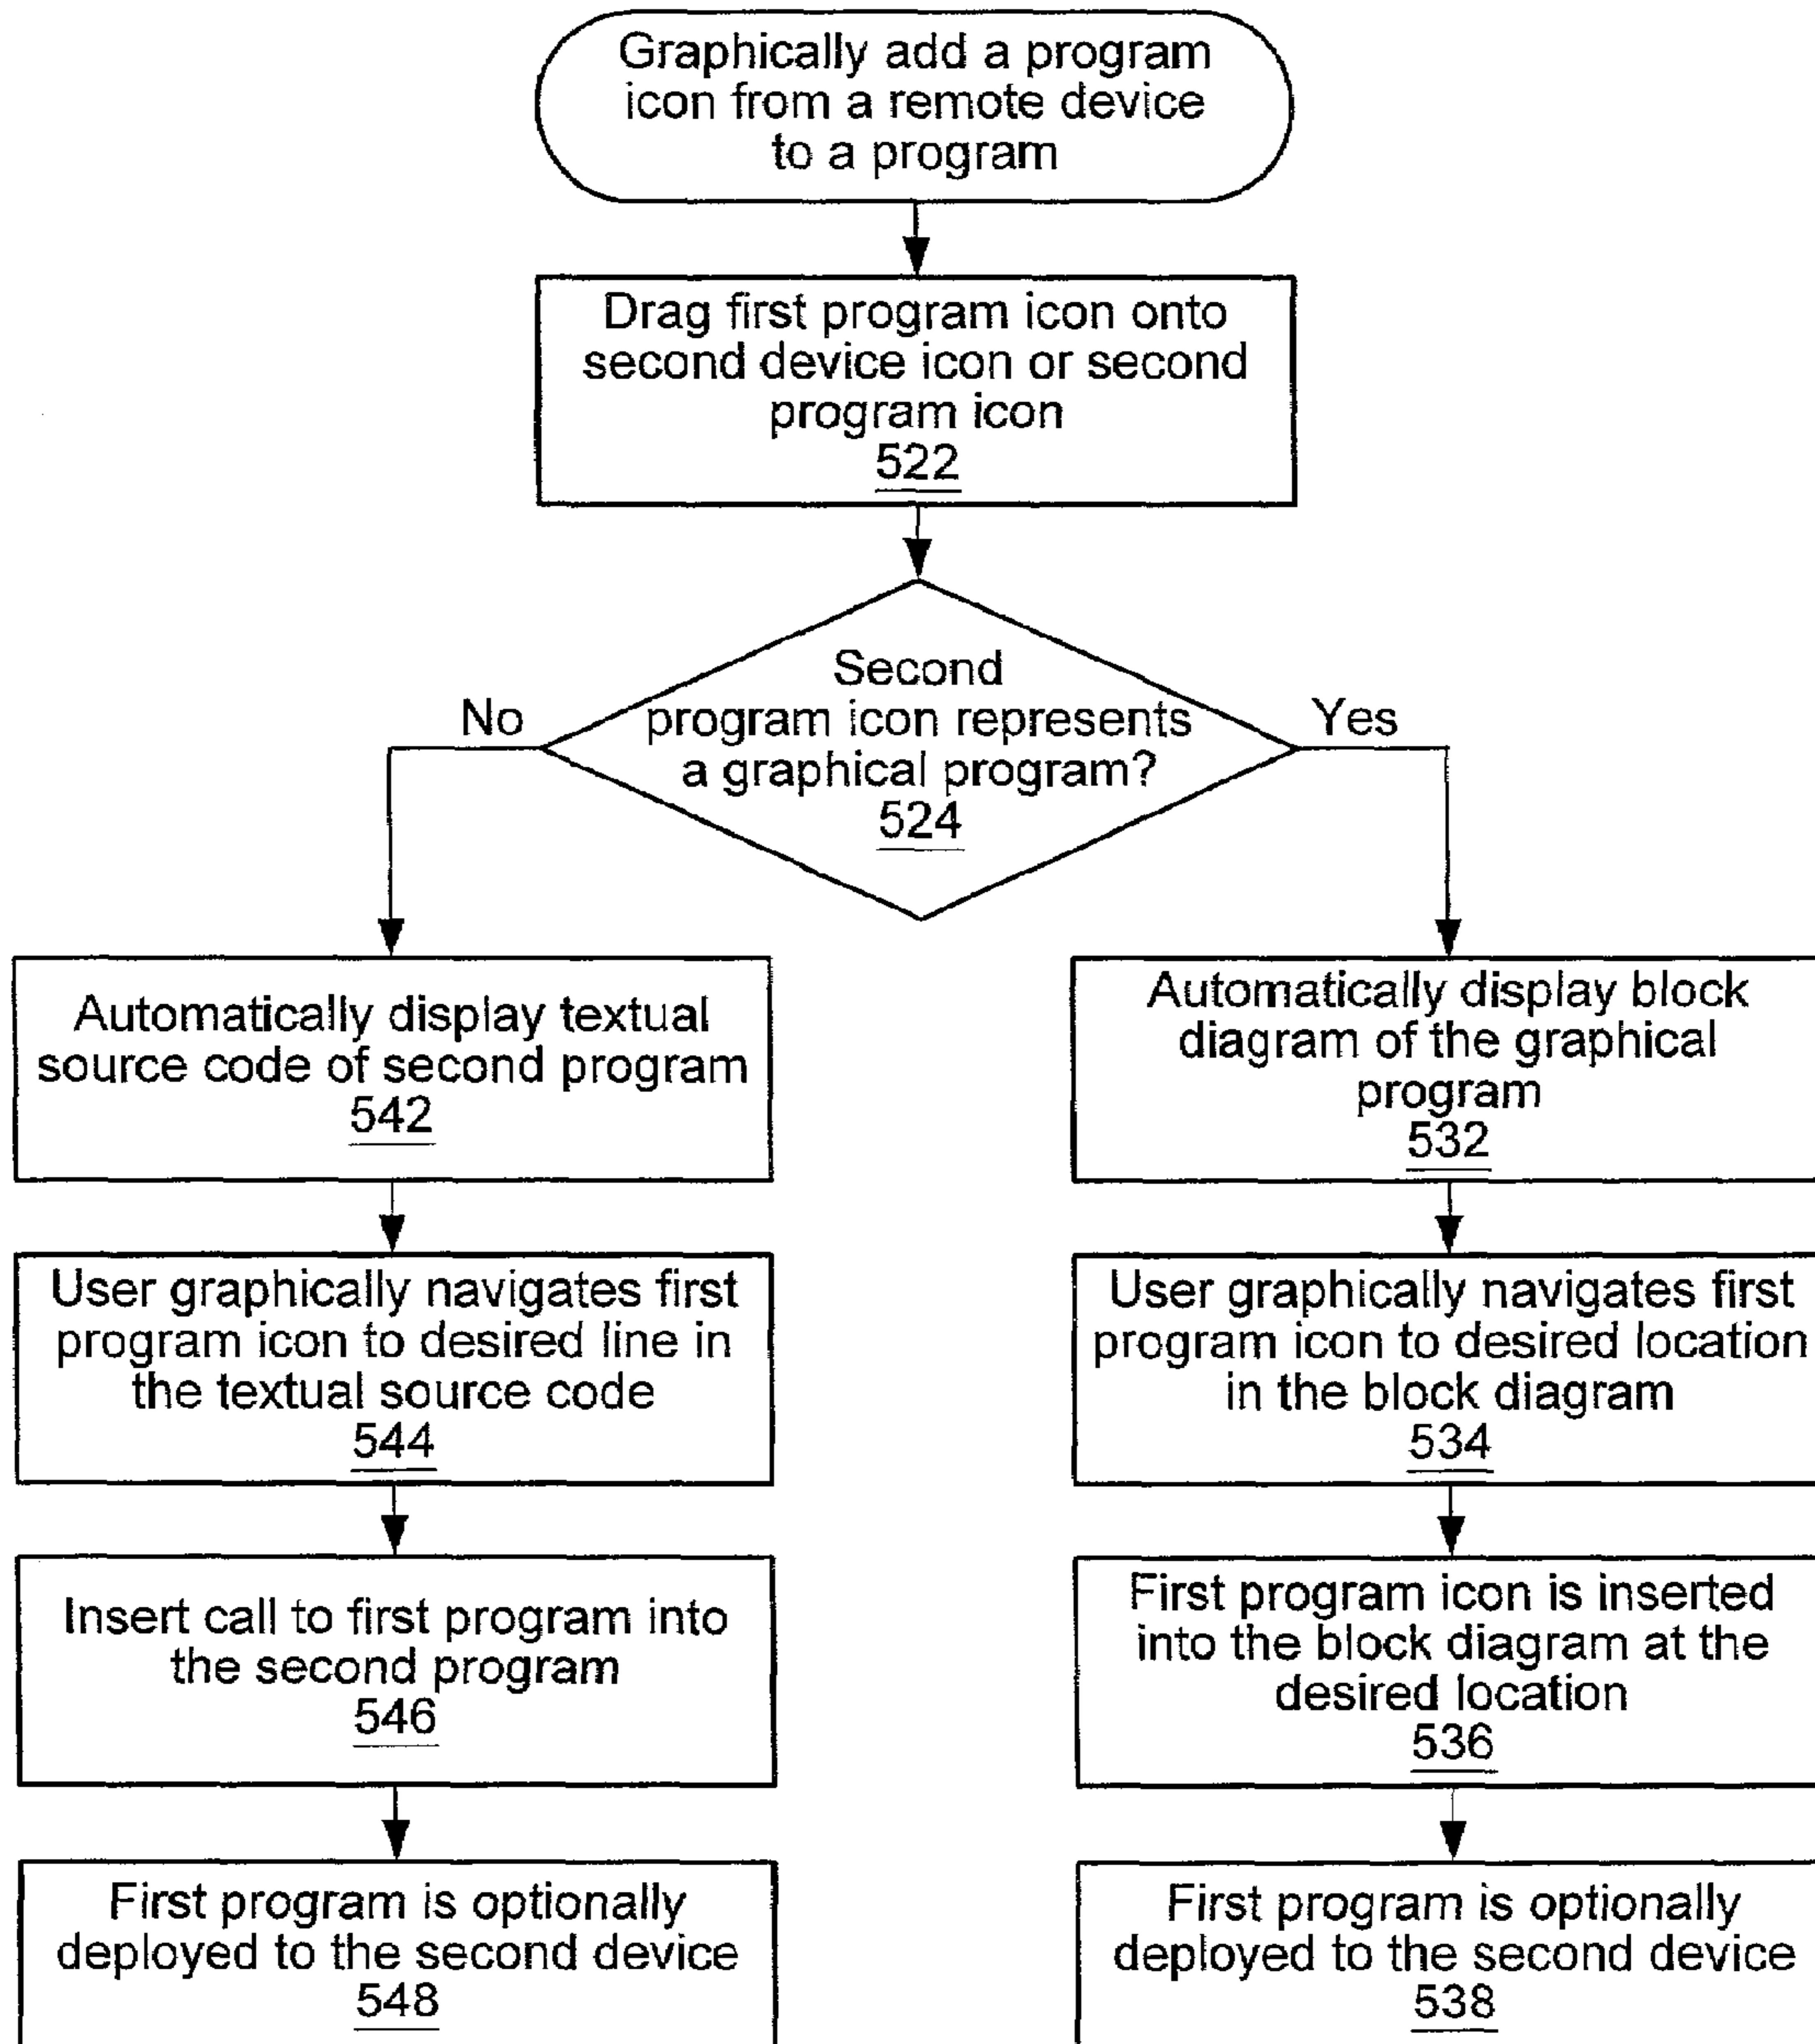 Graphically add a program
icon from a remote device
to a program
Drag first program icon onto
second device icon or second
program icon
522
Second
program icon represents
a graphical program?
524
No
Yes
Automatically display textual
source code of second program
542
User graphically navigates first
program icon to desired line in
the textual source code
544
Insert call to first program into
the second program
546
First program is optionally
deployed to the second device
548
Automatically display block
diagram of the graphical
program
532
User graphically navigates first
program icon to desired location
in the block diagram
534
First program icon is inserted
into the block diagram at the
desired location
536
First program is optionally
deployed to the second device
538